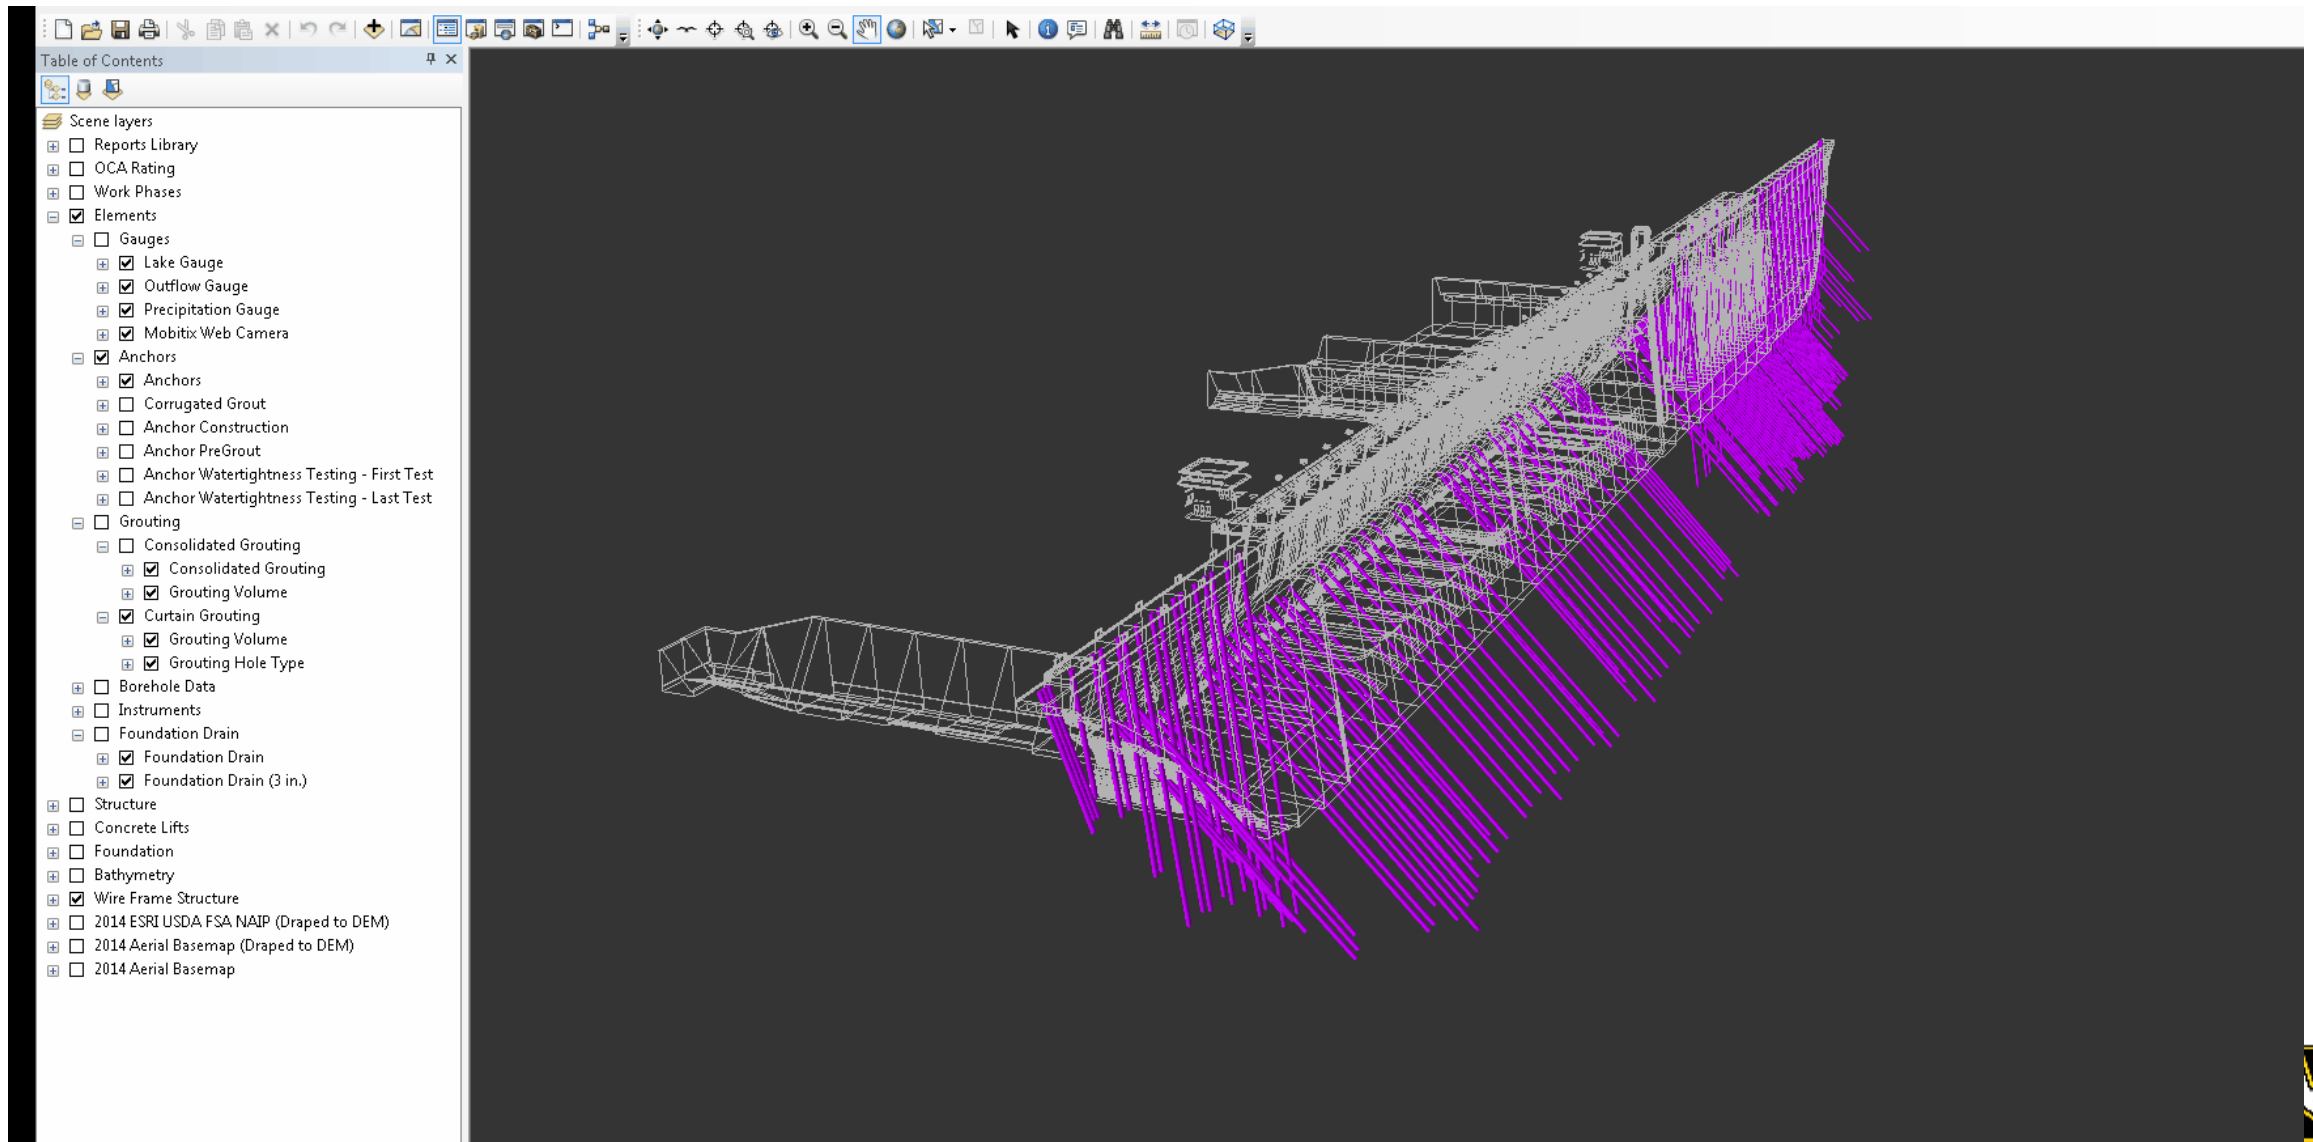 Table of Contents
Scene layers
Reports Library
OCA Rating
Work Phases
Elements
Gauges
Lake Gauge
Outflow Gauge
Precipitation Gauge
Mobitix Web Camera
Anchors
Anchors
Corrugated Grout
Anchor Construction
Anchor PreGrout
Anchor Watertightness Testing - First Test
Anchor Watertightness Testing - Last Test
Grouting
Consolidated Grouting
Consolidated Grouting
Grouting Volume
Curtain Grouting
Grouting Volume
Grouting Hole Type
Borehole Data
Instruments
Foundation Drain
Foundation Drain
Foundation Drain (3 in.)
Structure
Concrete Lifts
Foundation
Bathymetry
Wire Frame Structure
2014 ESRI USDA FSA NAIP (Draped to DEM)
2014 Aerial Basemap (Draped to DEM)
2014 Aerial Basemap